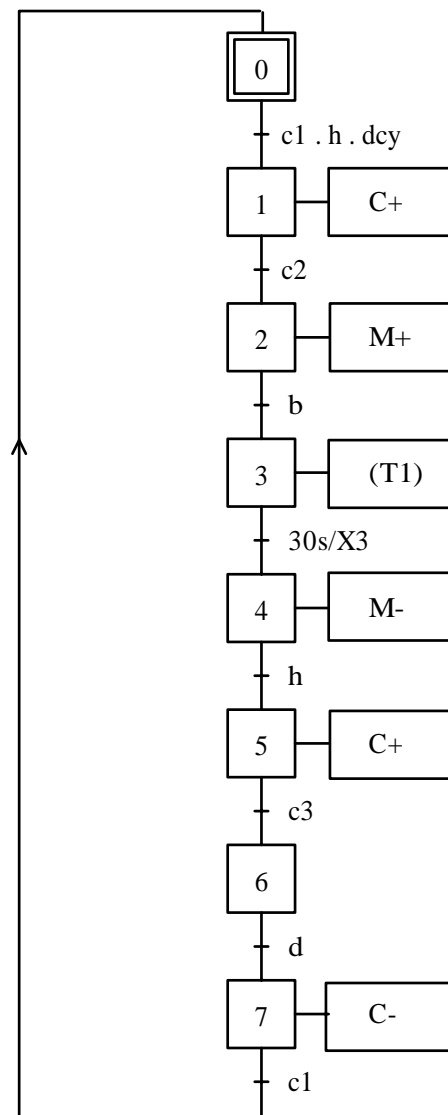 0
c1 . h . dcy
1 C+
c2
2 M+
b
3 (T1)
30s/X3
4 M-
h
5 C+
c3
6
d
7 C-
c1